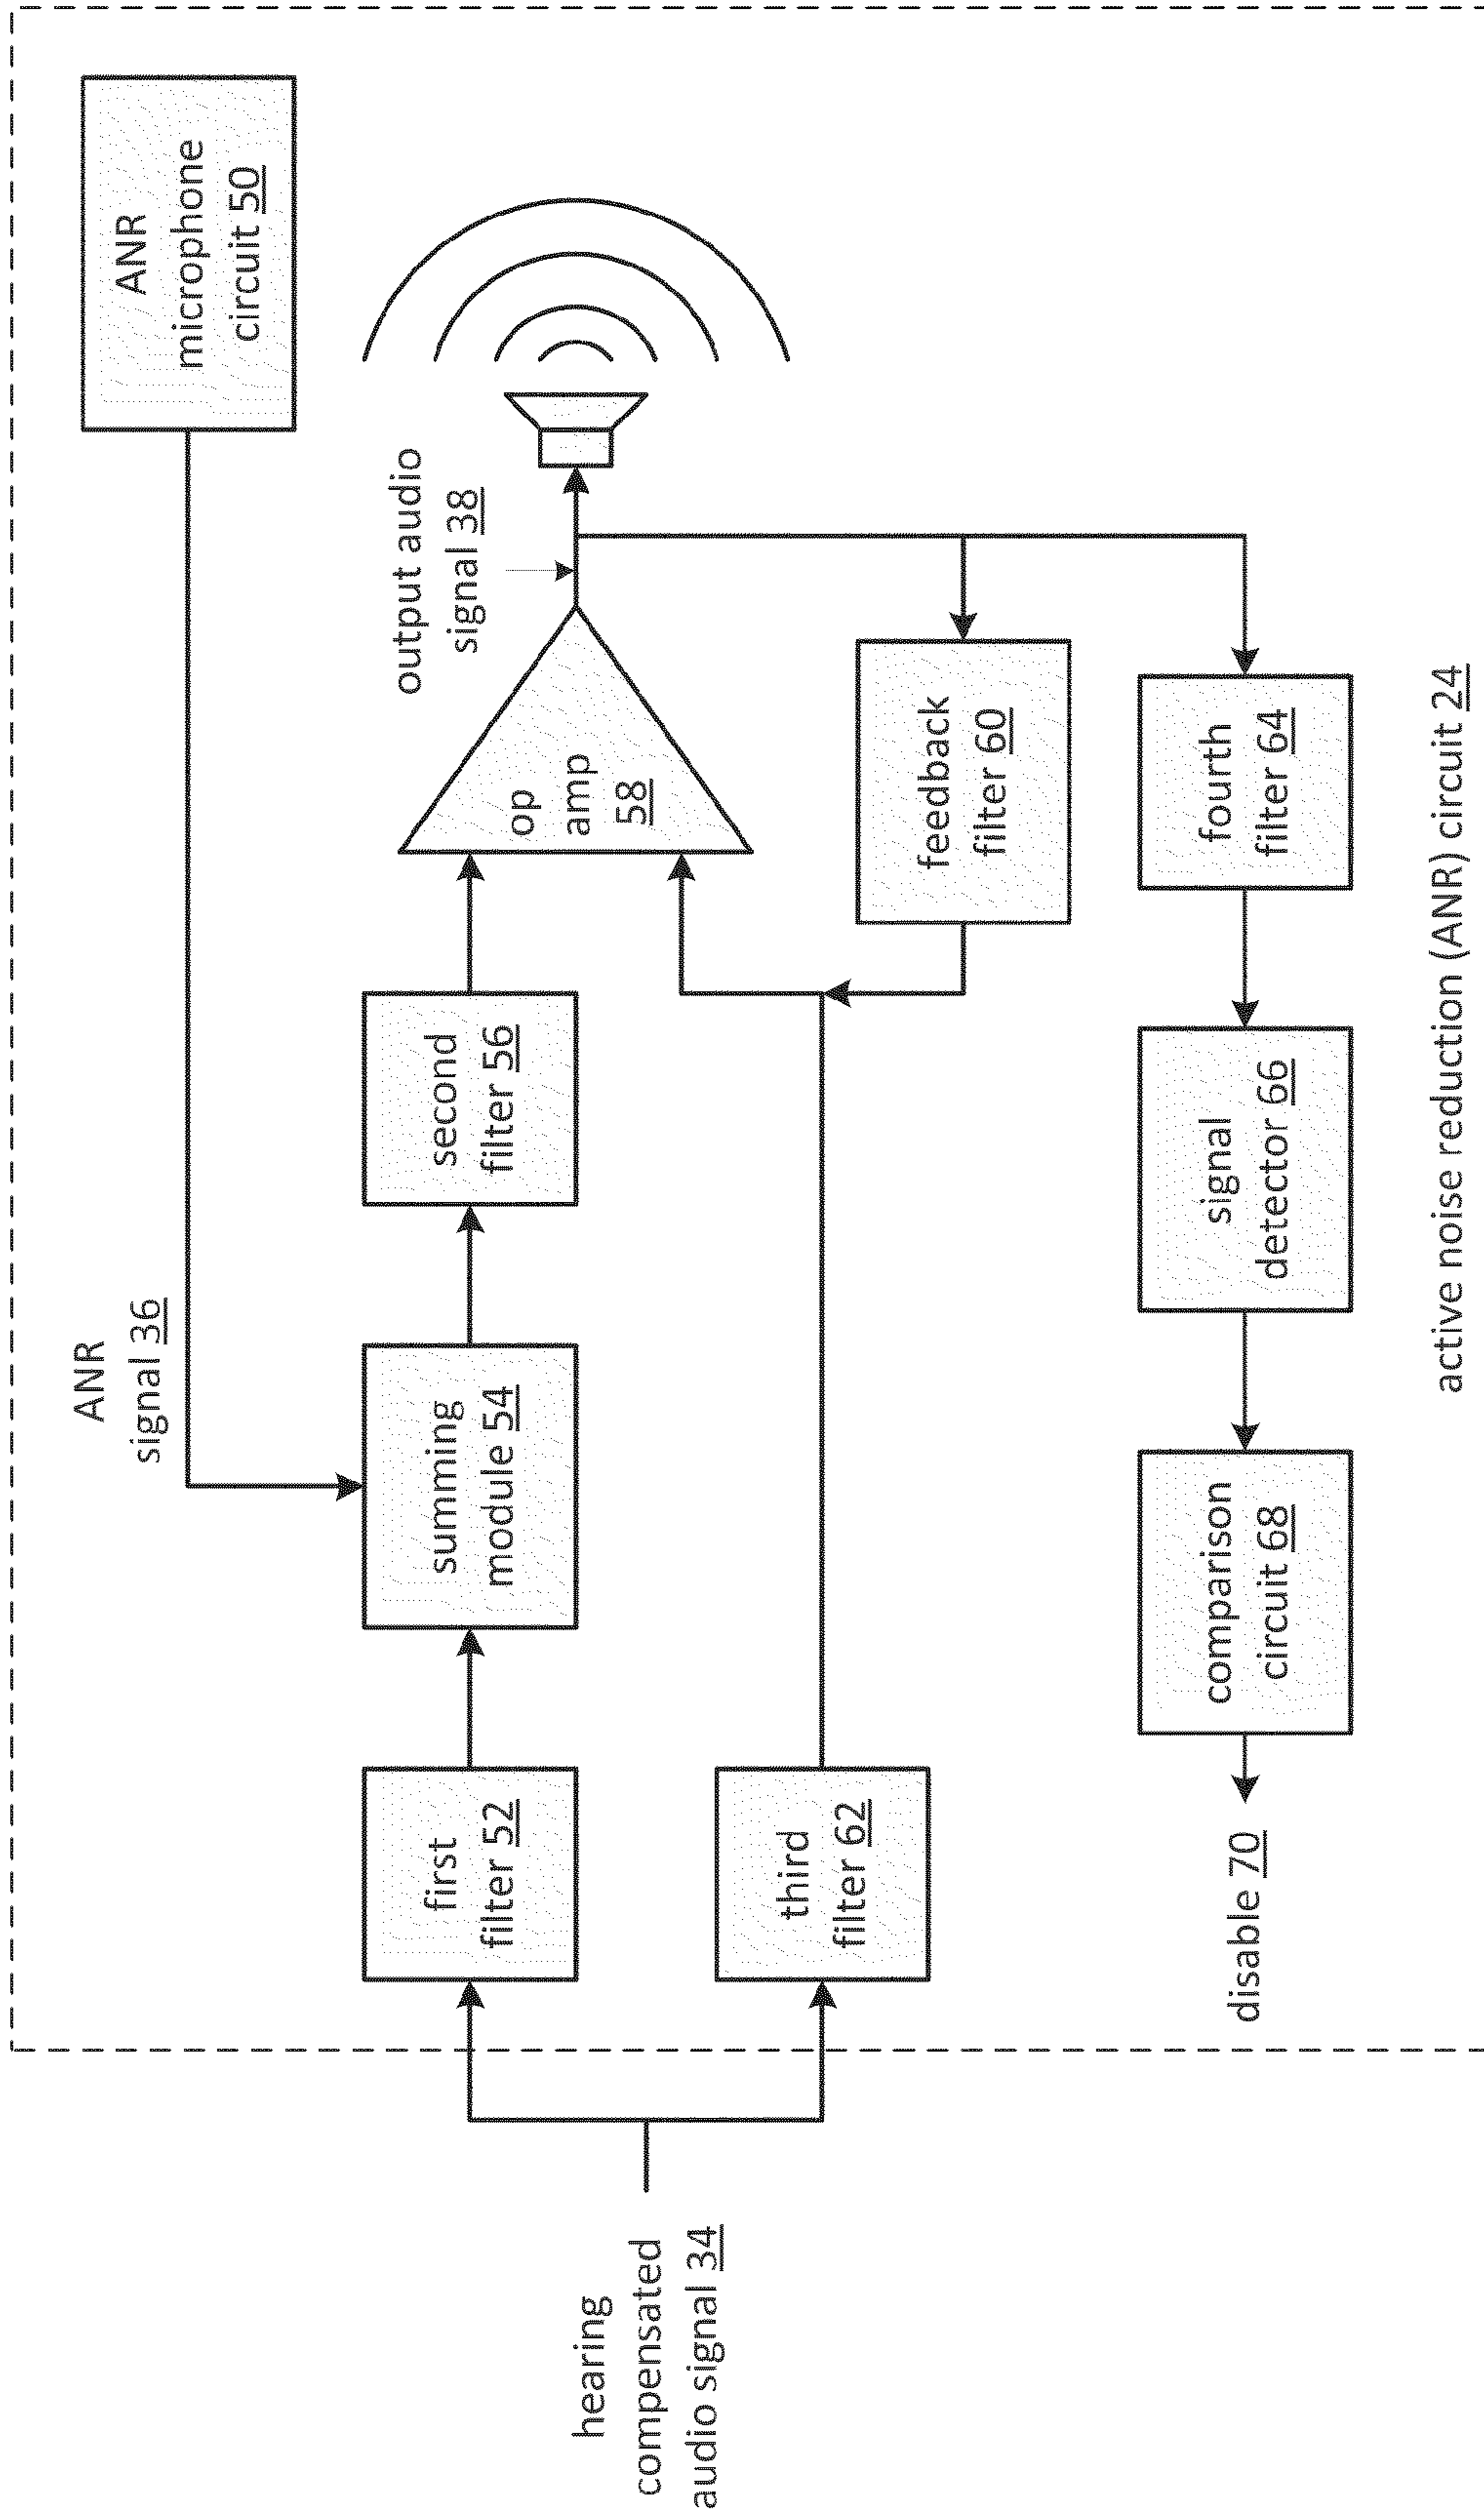 ANR
microphone
circuit 50
ANR
signal 36
output audio
signal 38
first
filter 52
summing
module 54
second
filter 56
op
amp
58
hearing
compensated
audio signal 34
third
filter 62
feedback
filter 60
disable 70
comparison
circuit 68
signal
detector 66
fourth
filter 64
active noise reduction (ANR) circuit 24